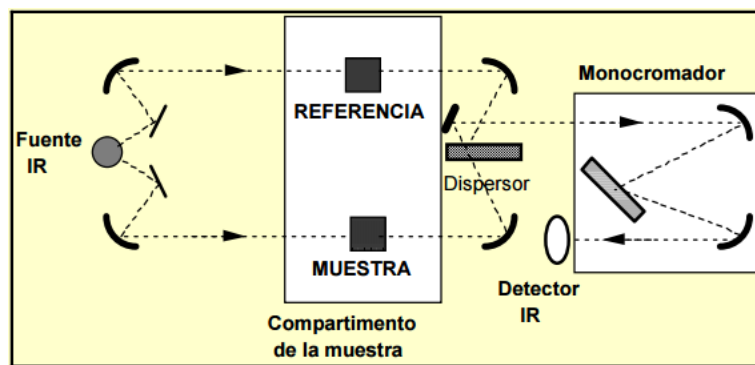 Fuente
IR
REFERENCIA
MUESTRA
Compartimento
de la muestra
Dispersor
Monocromador
Detector
IR